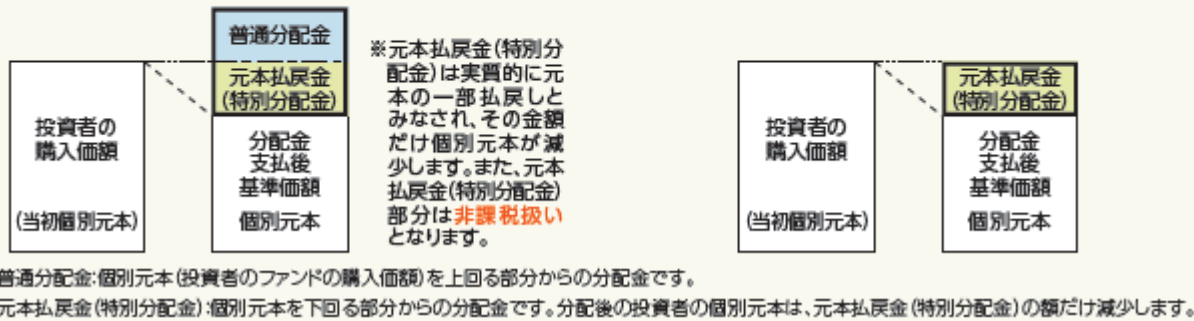 普通分配金
元本払戻金
(特別分配金)
投資者の
購入価額
(当初個別元本)
分配金
支払後
基準価額
個別元本
※元本払戻金(特別分
配金)は実質的に元
本の一部払戻しと
みなされ、その金額
だけ個別元本が減
少します。また、元本
払戻金(特別分配金)
部分は非課税扱い
となります。
元本払戻金
(特別分配金)
投資者の
購入価額
(当初個別元本)
分配金
支払後
基準価額
個別元本
普通分配金:個別元本(投資者のファンドの購入価額)を上回る部分からの分配金です。
元本払戻金(特別分配金):個別元本を下回る部分からの分配金です。分配後の投資者の個別元本は、元本払戻金(特別分配金)の額だけ減少します。